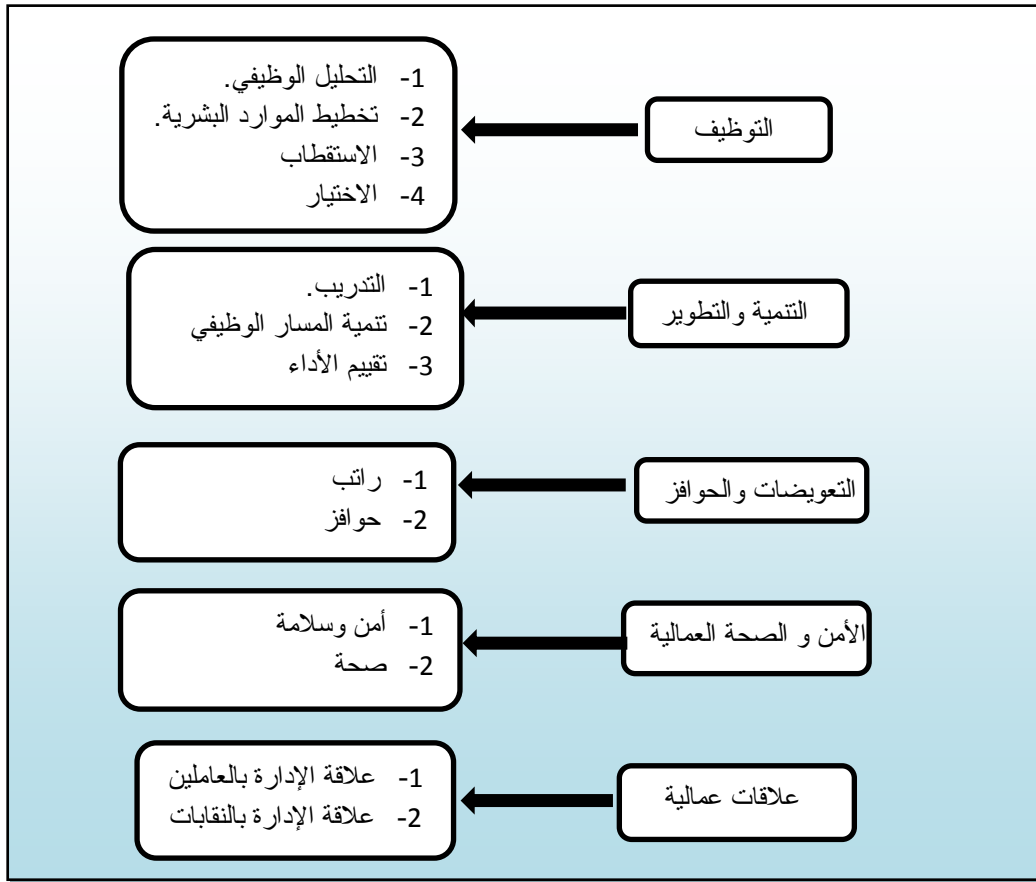 التوظيف
1- التحليل الوظيفي.
2- تخطيط الموارد البشرية.
3- الاستقطاب
4- الاختيار
التنمية والتطوير
1- التدريب.
2- تنمية المسار الوظيفي
3- تقييم الأداء
التعويضات والحوافز
1- راتب
2- حوافز
الأمن و الصحة العمالية
1- أمن وسلامة
2- صحة
علاقات عمالية
1- علاقة الإدارة بالعاملين
2- علاقة الإدارة بالنقابات